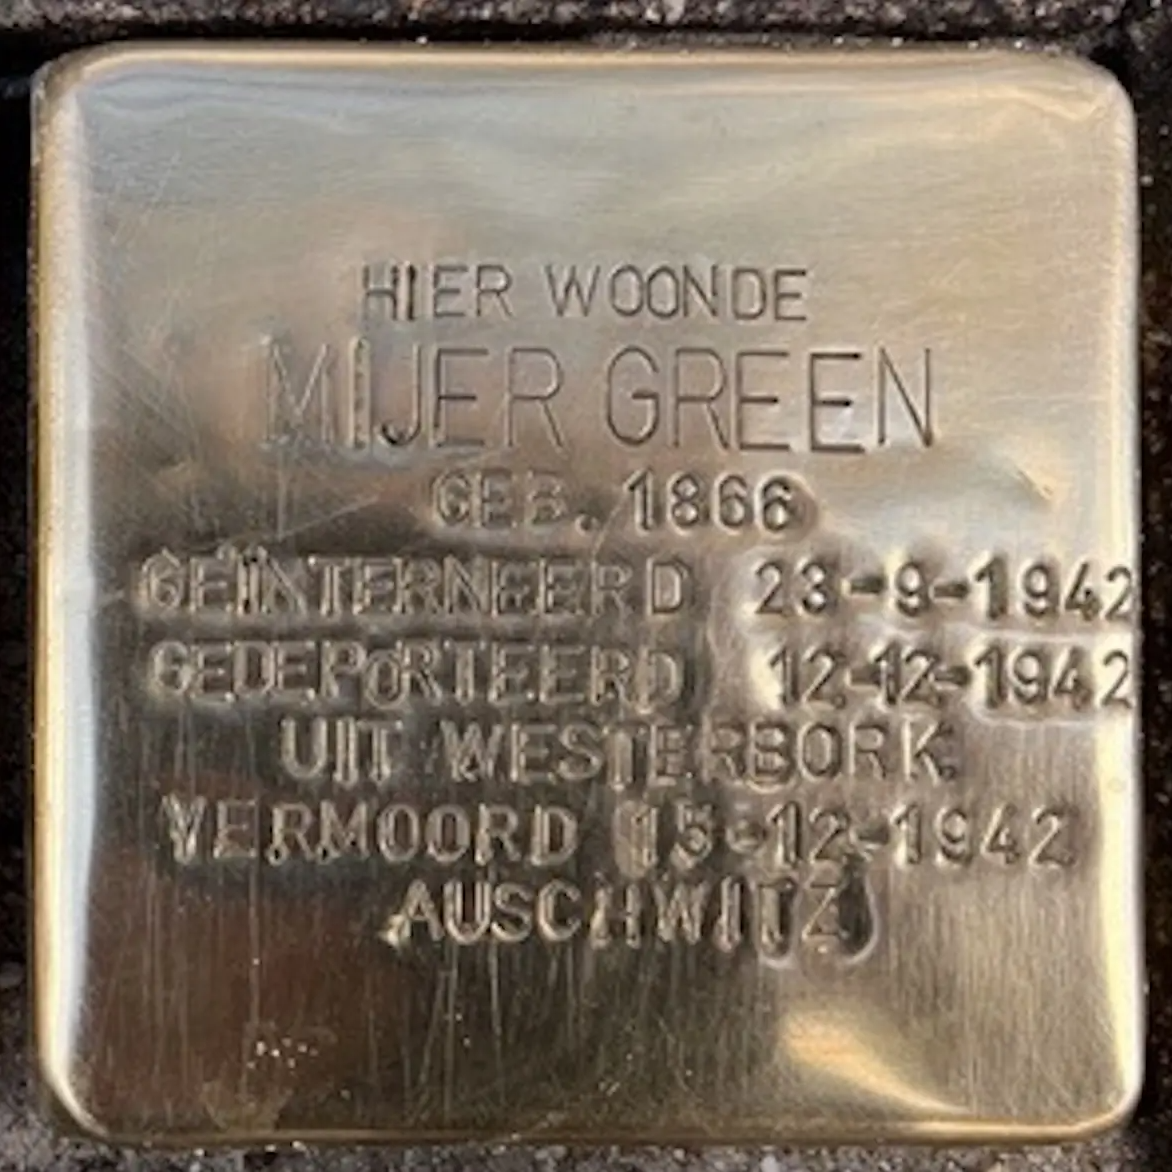 HIER WOONDE
MIJER GREEN
GEB. 1866
GEÏNTERNEERD 23-9-1942
GEDEPORTEERD 12-12-1942
UIT WESTERBORK
VERMOORD 15-12-1942
AUSCHWITZ